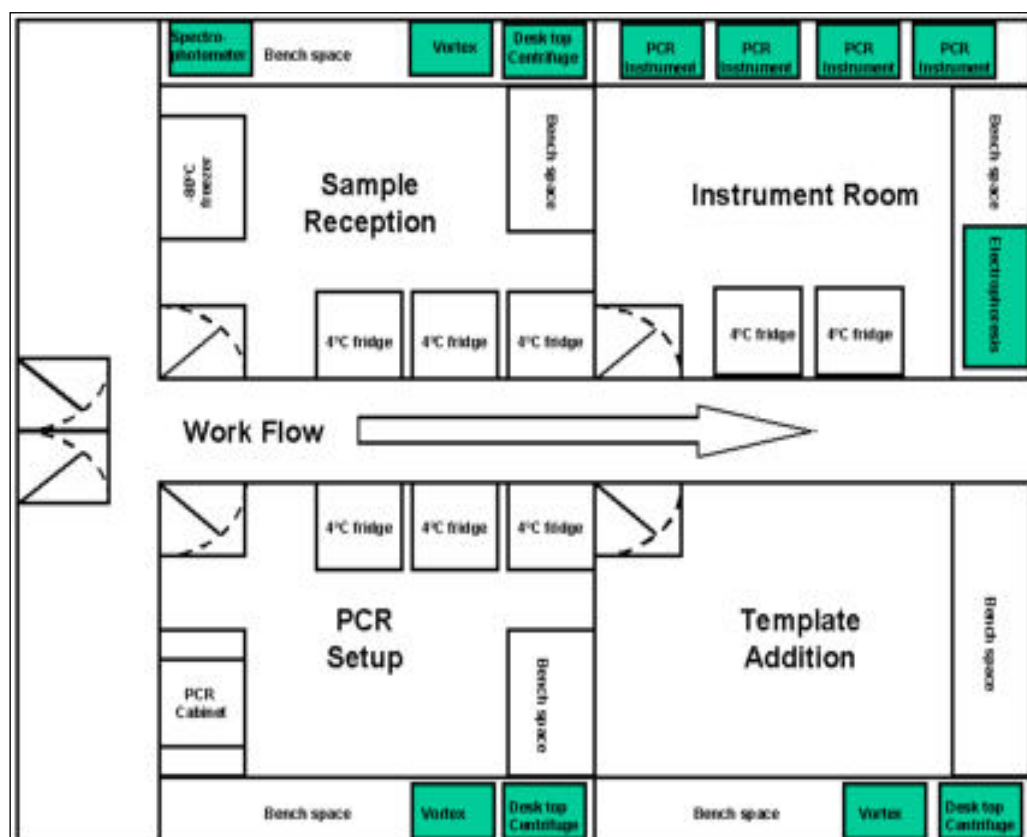 Spectro-
photometer
Bench space
Vortex
Desk top
Centrifuge
PCR
Instrument
PCR
Instrument
PCR
Instrument
PCR
Instrument
-80°C
freezer
Sample
Reception
Bench space
Instrument Room
Bench space
Electrophoresis
4°C fridge
4°C fridge
4°C fridge
4°C fridge
4°C fridge
Work Flow
4°C fridge
4°C fridge
4°C fridge
PCR
Setup
Template
Addition
PCR
Cabinet
Bench space
Bench space
Bench space
Vortex
Desk top
Centrifuge
Bench space
Vortex
Desk top
Centrifuge